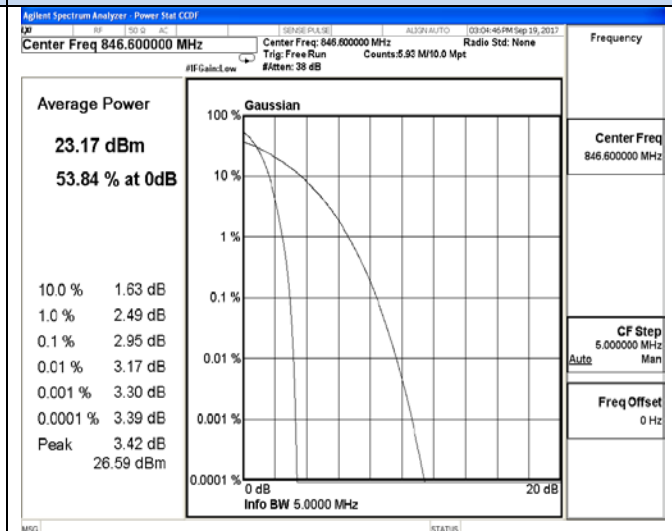 Agilent Spectrum Analyzer - Power Stat CCDF
LXI RF 50 Ω AC SENSE:PULSE ALIGN AUTO 03:04:46 PM Sep 19, 2017
Center Freq 846.600000 MHz
Center Freq: 846.600000 MHz Radio Std: None
Trig: Free Run Counts:5.93 M/10.0 Mpt
#IFGain:Low #Atten: 38 dB
Frequency
Average Power
23.17 dBm
53.84 % at 0dB
10.0 % 1.63 dB
1.0 % 2.49 dB
0.1 % 2.95 dB
0.01 % 3.17 dB
0.001 % 3.30 dB
0.0001 % 3.39 dB
Peak 3.42 dB
26.59 dBm
Gaussian
100 %
10 %
1 %
0.1 %
0.01 %
0.001 %
0.0001 %
0 dB 20 dB
Info BW 5.0000 MHz
Center Freq
846.600000 MHz
CF Step
5.000000 MHz
Auto Man
Freq Offset
0 Hz
MSG STATUS